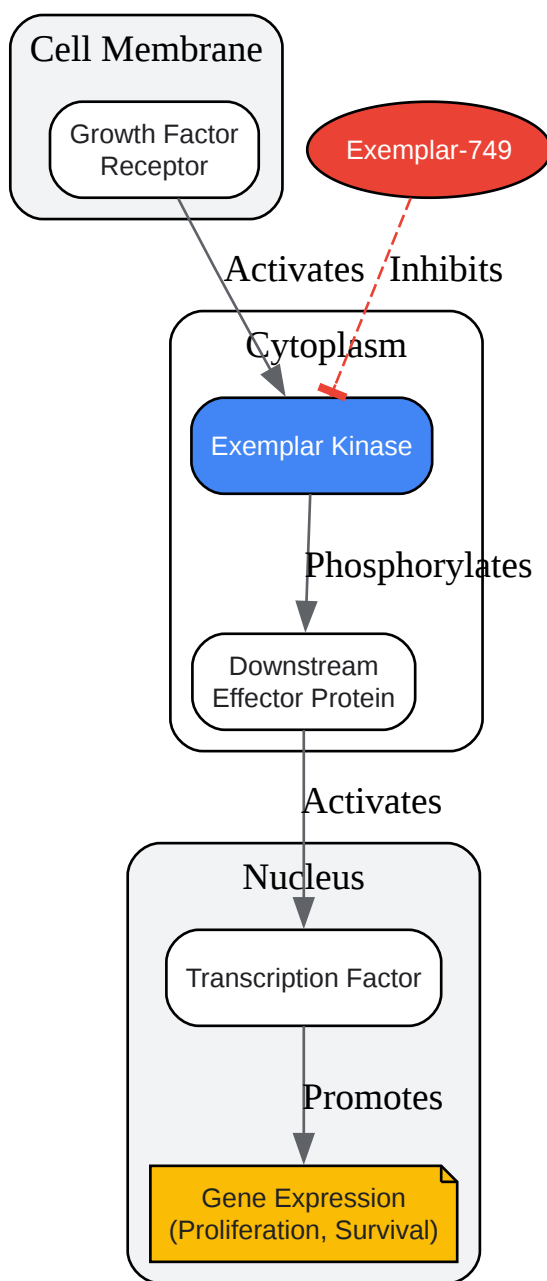 Cell Membrane
Growth Factor
Receptor
Exemplar-749
Activates
Inhibits
Cytoplasm
Exemplar Kinase
Phosphorylates
Downstream
Effector Protein
Activates
Nucleus
Transcription Factor
Promotes
Gene Expression
(Proliferation, Survival)